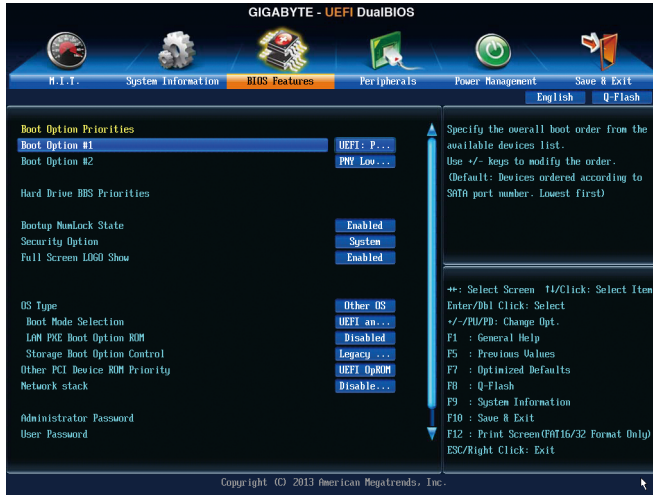 GIGABYTE - UEFI DualBIOS
M.I.T. System Information BIOS Features Peripherals Power Management Save & Exit
English Q-Flash
Boot Option Priorities
Boot Option #1 UEFI: P...
Boot Option #2 PNY Lov...
Hard Drive BBS Priorities
Bootup NumLock State Enabled
Security Option System
Full Screen LOGO Show Enabled
OS Type Other OS
Boot Mode Selection UEFI an...
LAN PXE Boot Option ROM Disabled
Storage Boot Option Control Legacy ...
Other PCI Device ROM Priority UEFI OpROM
Network stack Disable...
Administrator Password
User Password
Specify the overall boot order from the
available devices list.
Use +/- keys to modify the order.
(Default: Devices ordered according to
SATA port number. Lowest first)
→←: Select Screen ↑↓/Click: Select Item
Enter/Dbl Click: Select
+/-/PU/PD: Change Opt.
F1 : General Help
F5 : Previous Values
F7 : Optimized Defaults
F8 : Q-Flash
F9 : System Information
F10 : Save & Exit
F12 : Print Screen(FAT16/32 Format Only)
ESC/Right Click: Exit
Copyright (C) 2013 American Megatrends, Inc.